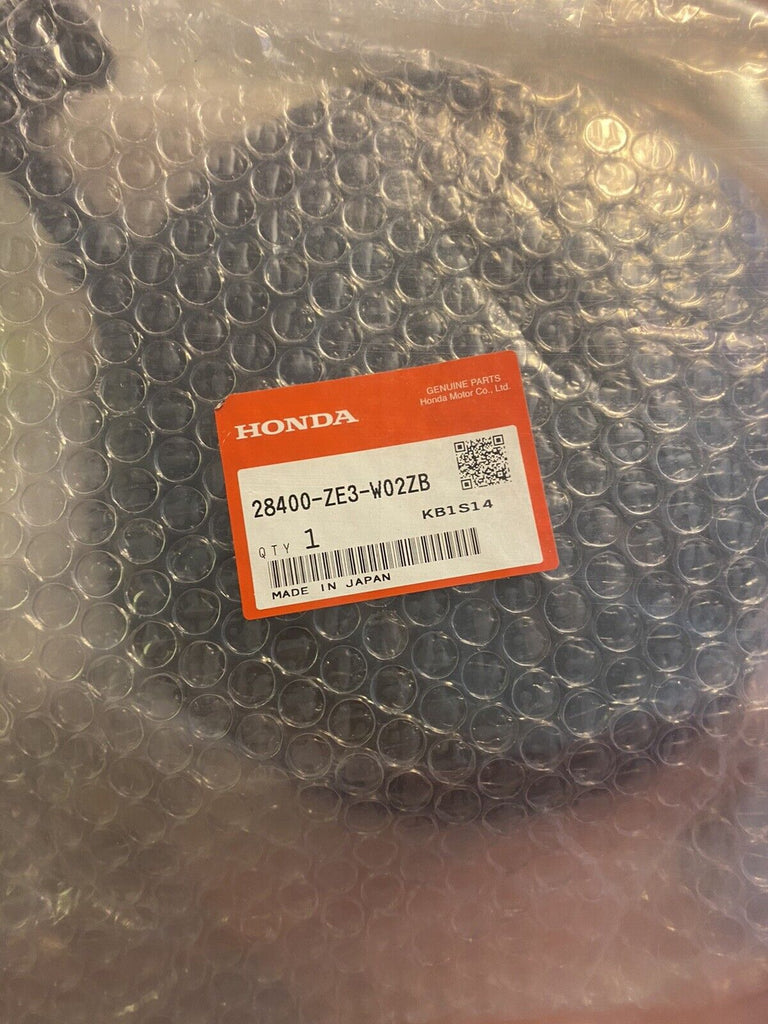 HONDA
GENUINE PARTS
Honda Motor Co., Ltd.
28400-ZE3-W02ZB
KB1S14
QTY 1
MADE IN JAPAN